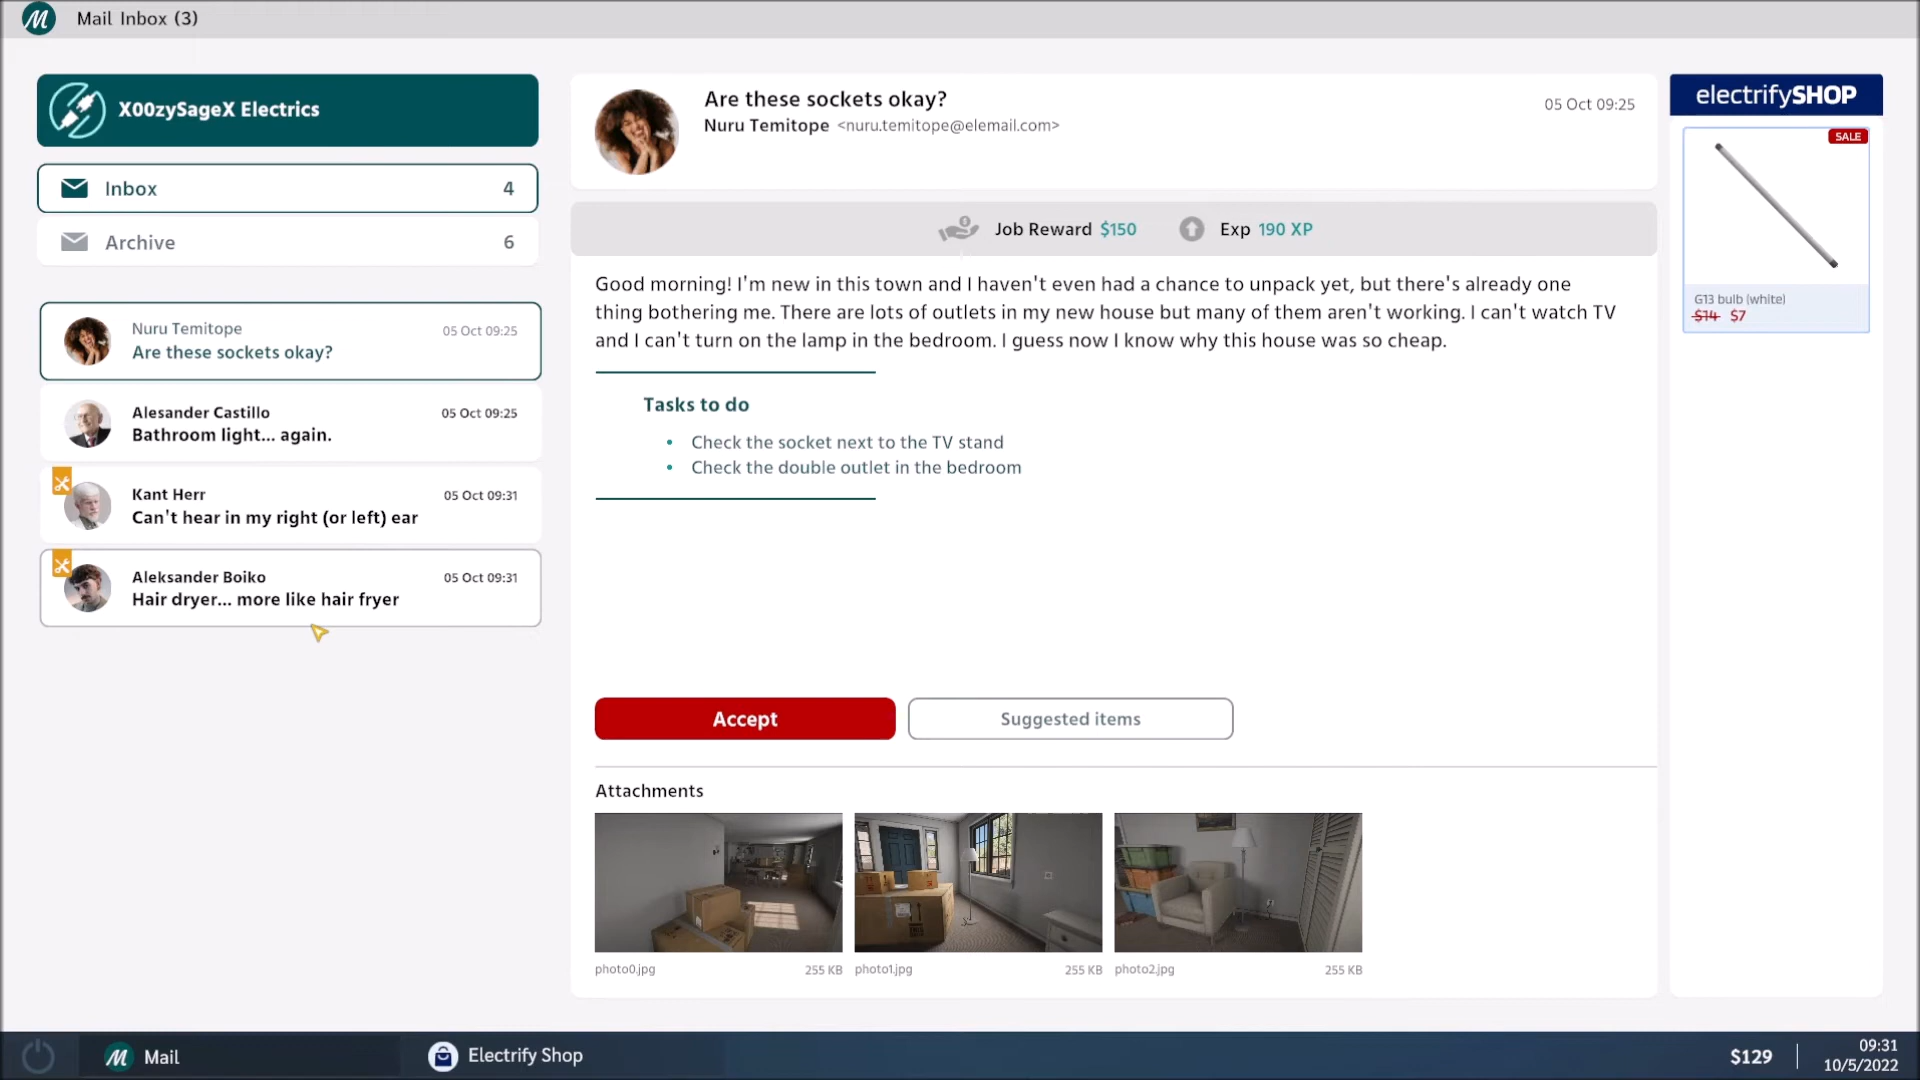 Mail Inbox (3)
X00zySageX Electrics
Inbox 4
Archive 6
Nuru Temitope 05 Oct 09:25
Are these sockets okay?
Alesander Castillo 05 Oct 09:25
Bathroom light... again.
Kant Herr 05 Oct 09:31
Can't hear in my right (or left) ear
Aleksander Boiko 05 Oct 09:31
Hair dryer... more like hair fryer
Are these sockets okay?
Nuru Temitope <nuru.temitope@elemail.com>
05 Oct 09:25
Job Reward $150 Exp 190 XP
Good morning! I'm new in this town and I haven't even had a chance to unpack yet, but there's already one
thing bothering me. There are lots of outlets in my new house but many of them aren't working. I can't watch TV
and I can't turn on the lamp in the bedroom. I guess now I know why this house was so cheap.
Tasks to do
• Check the socket next to the TV stand
• Check the double outlet in the bedroom
Accept Suggested items
Attachments
photo0.jpg 255 KB photo1.jpg 255 KB photo2.jpg 255 KB
electrifySHOP
SALE
G13 bulb (white)
$14 $7
Mail Electrify Shop
$129
09:31
10/5/2022